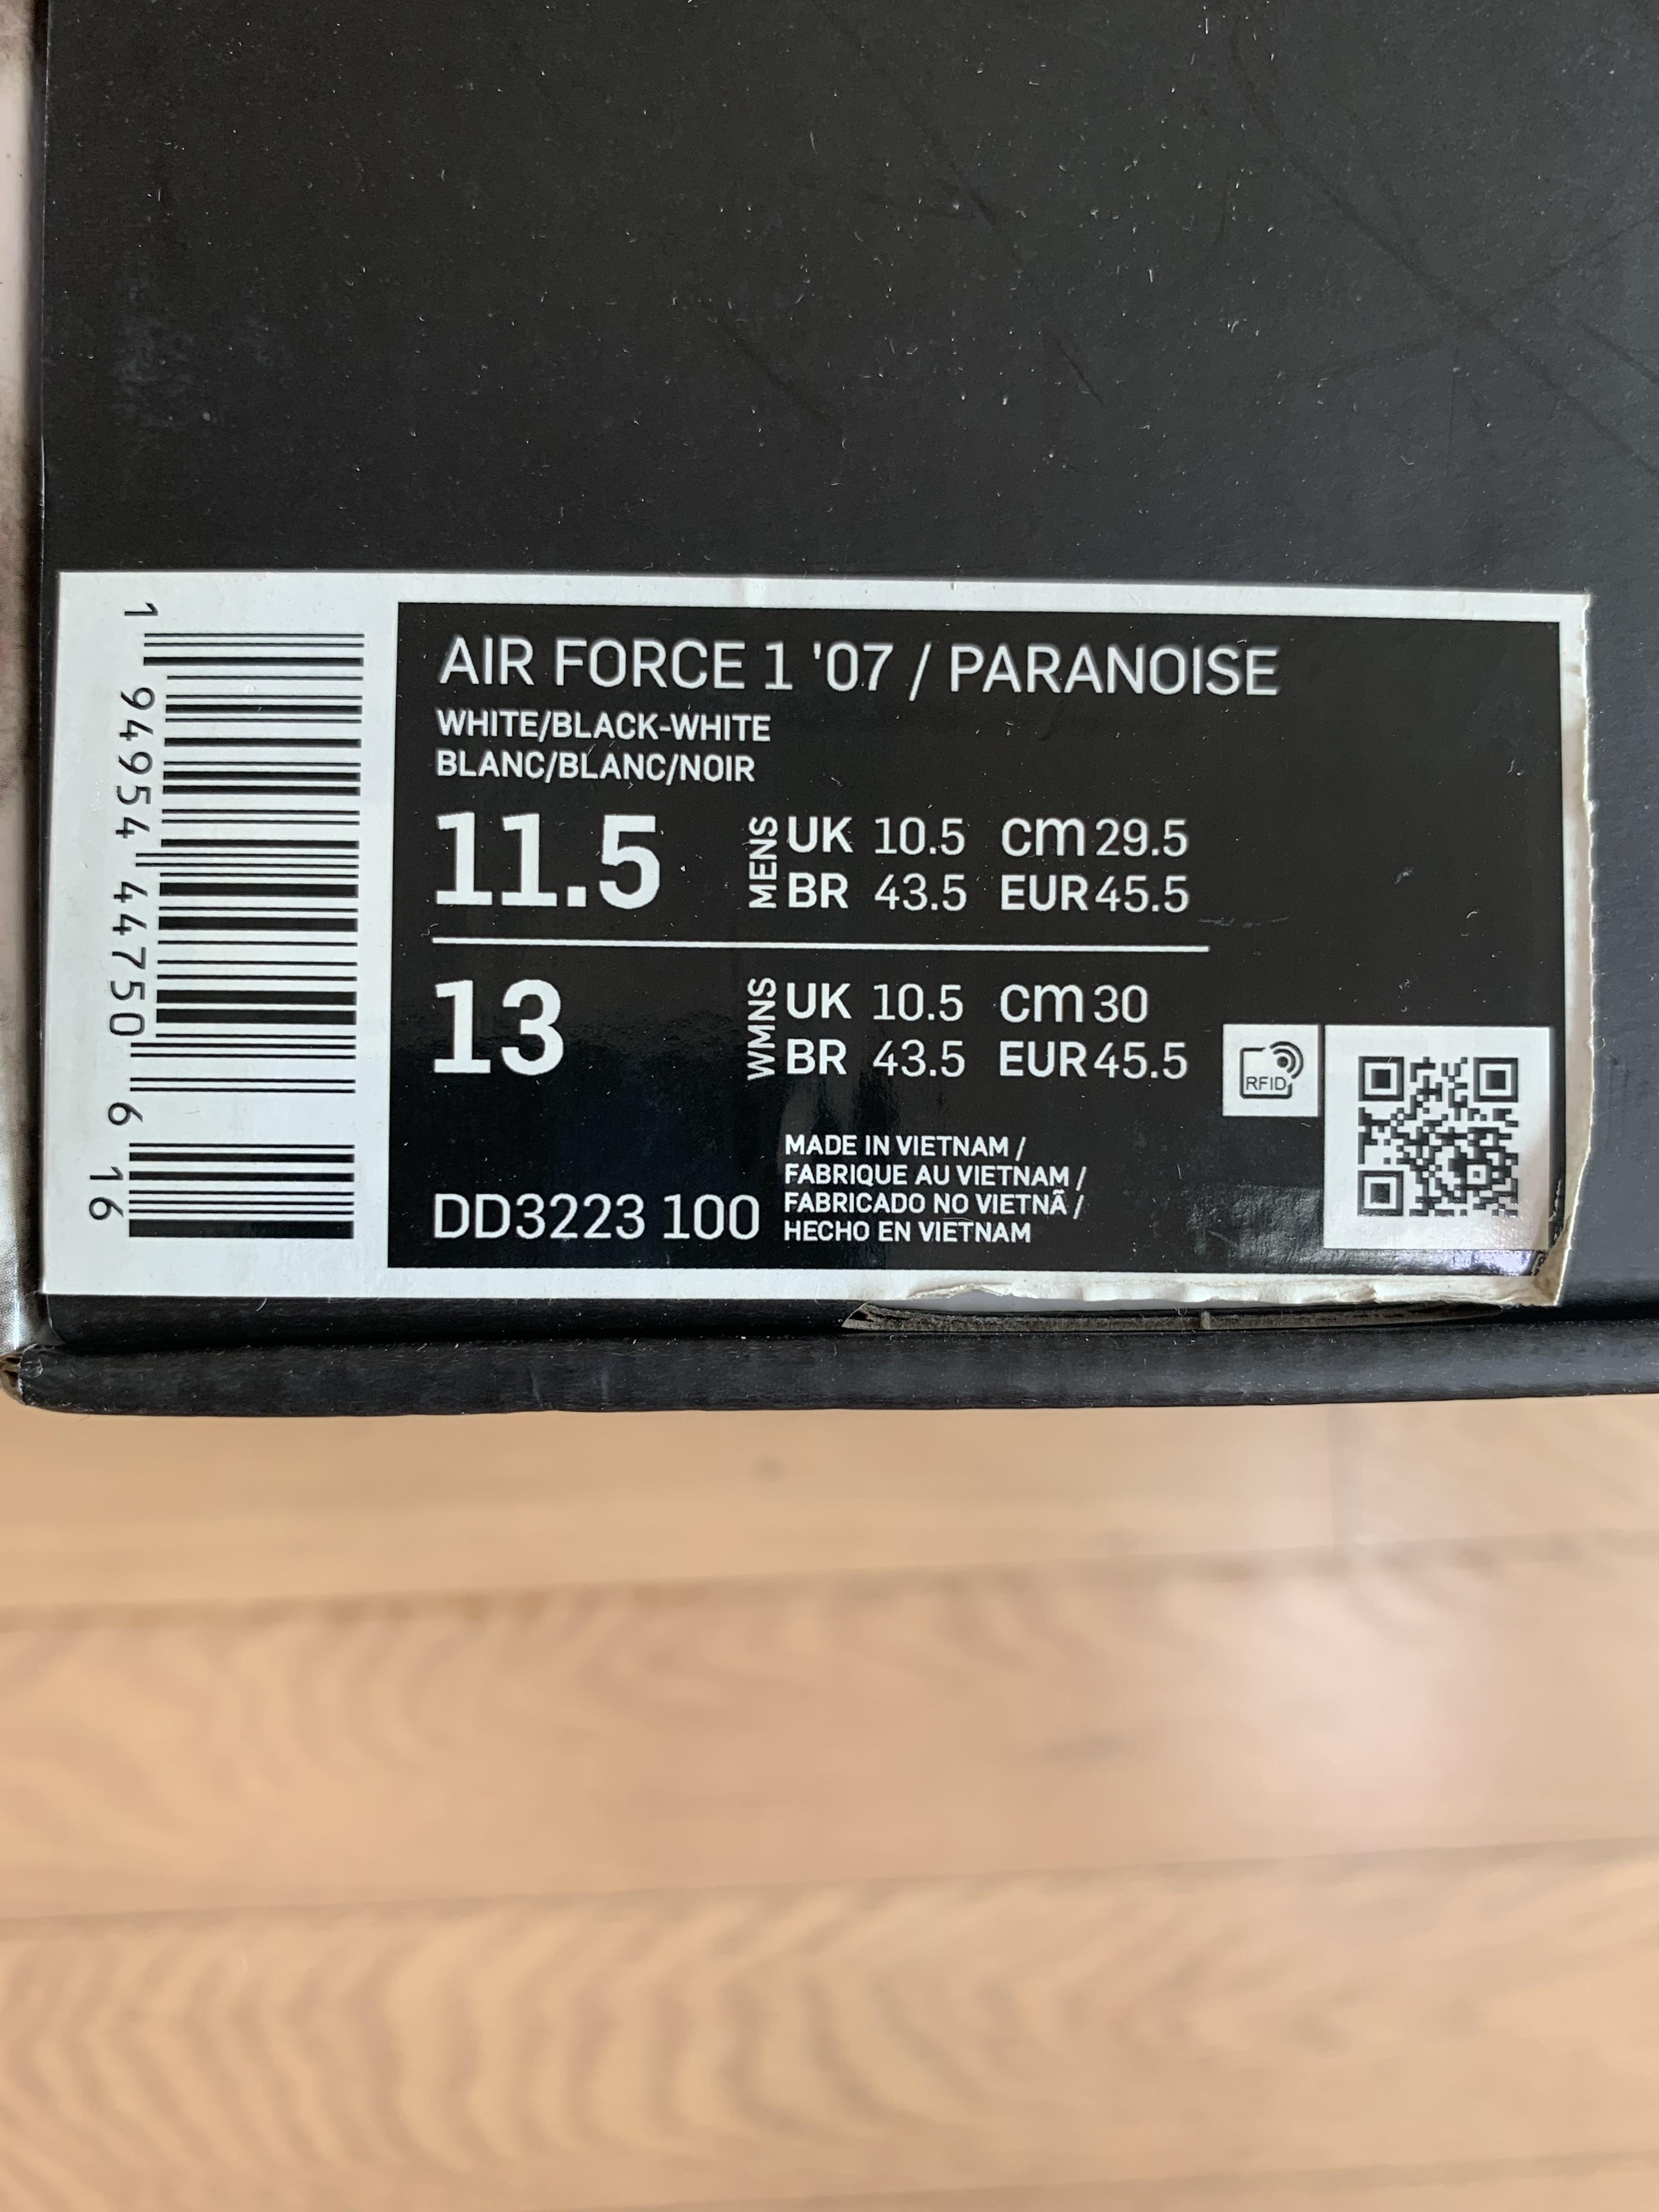 AIR FORCE 1 '07 / PARANOISE
WHITE/BLACK-WHITE
BLANC/BLANC/NOIR
11.5 MENS UK 10.5 cm 29.5
BR 43.5 EUR 45.5
13 WMNS UK 10.5 cm 30
BR 43.5 EUR 45.5
RFID
MADE IN VIETNAM /
FABRIQUE AU VIETNAM /
FABRICADO NO VIETNÃ /
HECHO EN VIETNAM
DD3223 100
1 94954 44750 6 16